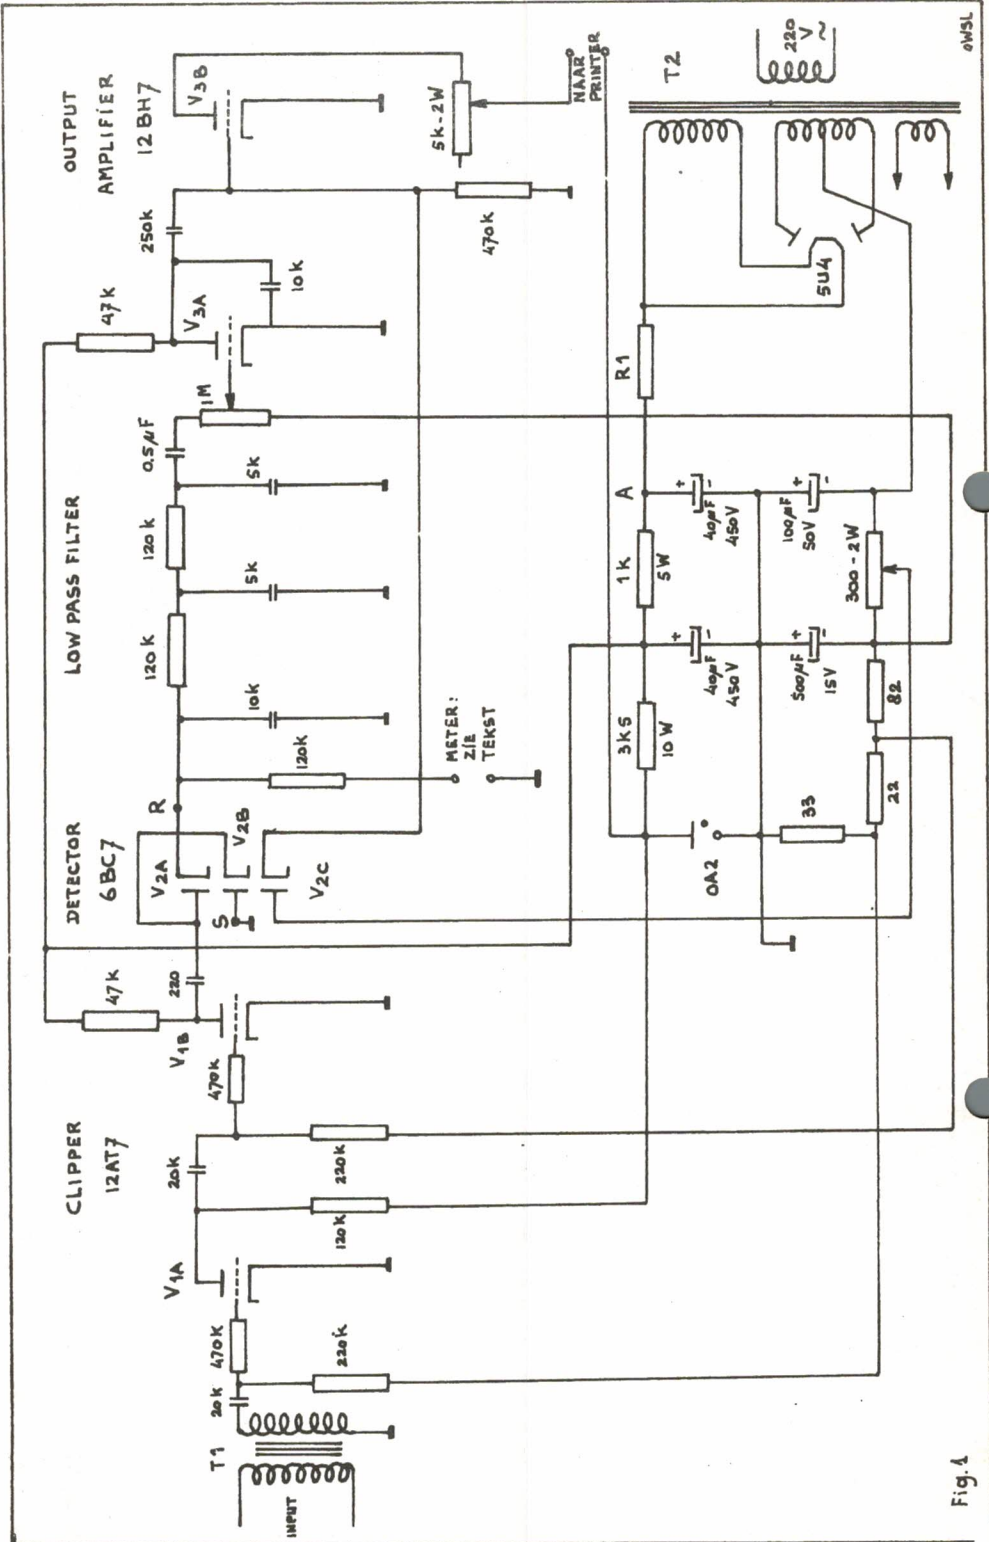 CLIPPER
12AT7
DETECTOR
6BC7
LOW PASS FILTER
OUTPUT
AMPLIFIER
12BH7
INPUT
T1
20k
470K
220k
V1A
20k
120k
220k
470k
V1B
47k
220
S
V2A
V2B
V2C
R
120k
METER:
ZIE
TEKST
10k
120k
5k
120k
5k
0,5µF
1M
V3A
47k
10k
250k
470k
V3B
5k-2W
NAAR
PRINTER
0A2
33
22
3k5
10W
82
40µF
450V
500µF
15V
1k
5W
A
40µF
450V
100µF
50V
300-2W
R1
5U4
T2
220
V
~
Fig.1
OWSL